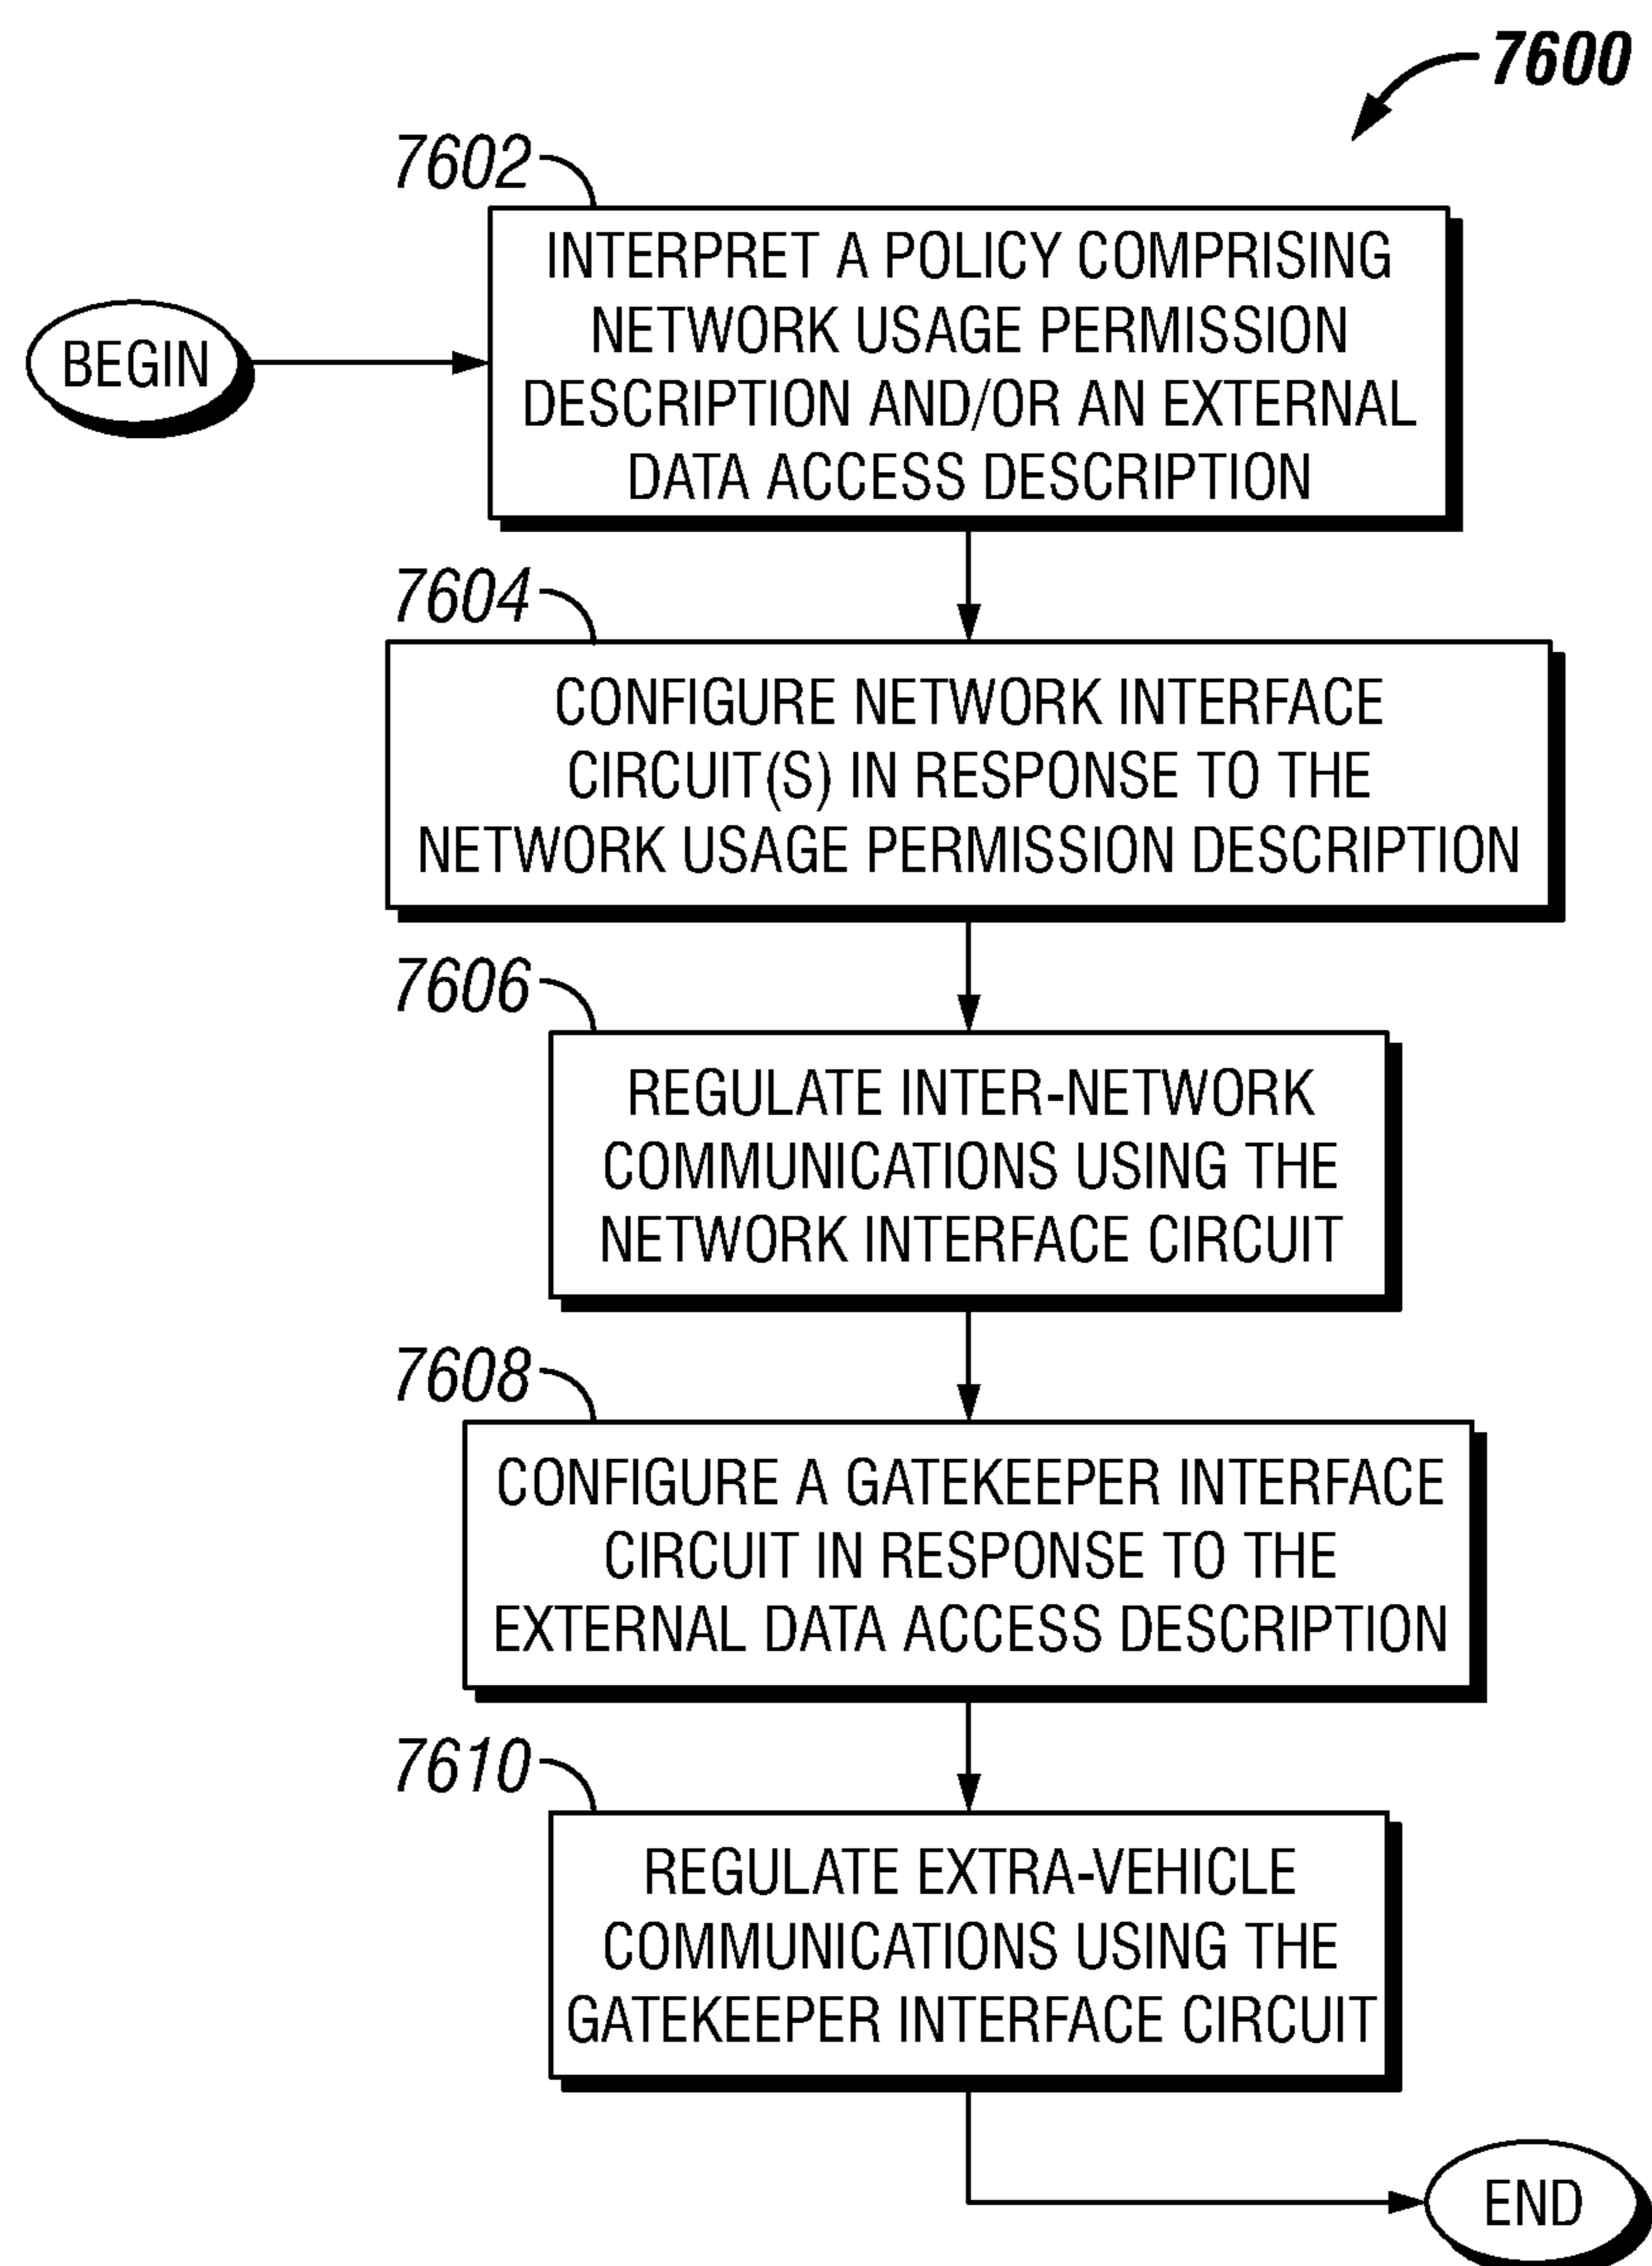 7600
7602
INTERPRET A POLICY COMPRISING
NETWORK USAGE PERMISSION
DESCRIPTION AND/OR AN EXTERNAL
DATA ACCESS DESCRIPTION
BEGIN
7604
CONFIGURE NETWORK INTERFACE
CIRCUIT(S) IN RESPONSE TO THE
NETWORK USAGE PERMISSION DESCRIPTION
7606
REGULATE INTER-NETWORK
COMMUNICATIONS USING THE
NETWORK INTERFACE CIRCUIT
7608
CONFIGURE A GATEKEEPER INTERFACE
CIRCUIT IN RESPONSE TO THE
EXTERNAL DATA ACCESS DESCRIPTION
7610
REGULATE EXTRA-VEHICLE
COMMUNICATIONS USING THE
GATEKEEPER INTERFACE CIRCUIT
END